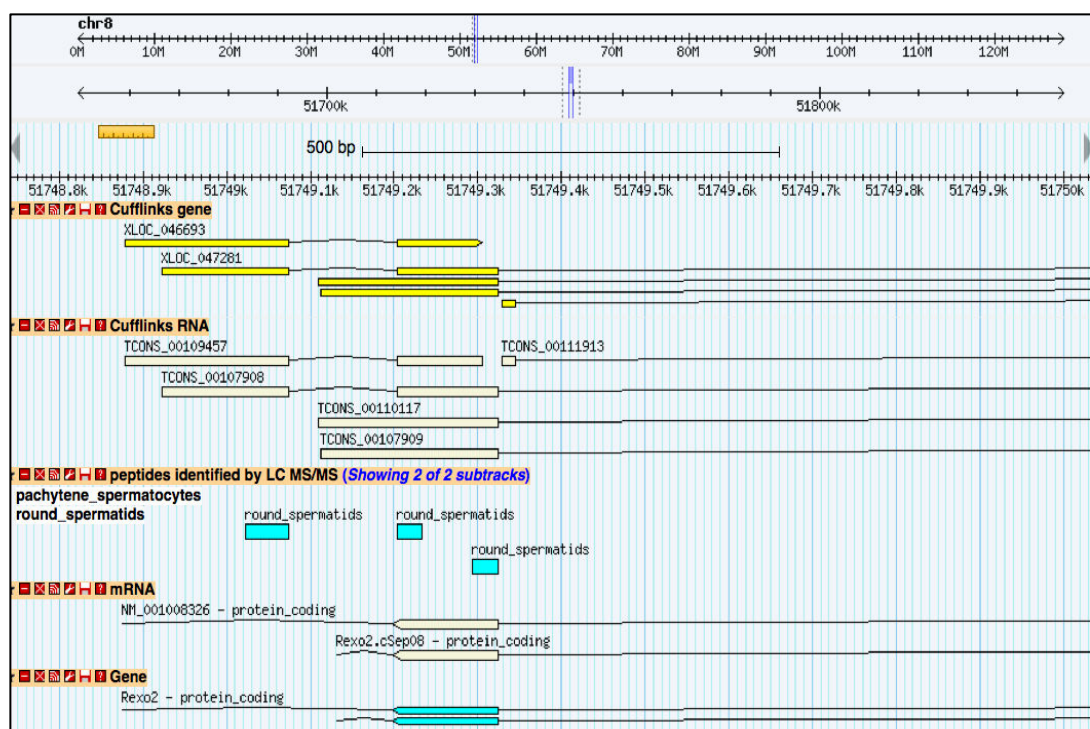 chr8
0M 10M 20M 30M 40M 50M 60M 70M 80M 90M 100M 110M 120M
51700k 51800k
500 bp
51748.8k 51748.9k 51749k 51749.1k 51749.2k 51749.3k 51749.4k 51749.5k 51749.6k 51749.7k 51749.8k 51749.9k 51750k
Cufflinks gene
XLOC_046693
XLOC_047281
Cufflinks RNA
TCONS_00109457 TCONS_00111913
TCONS_00107908
TCONS_00110117
TCONS_00107909
peptides identified by LC MS/MS (Showing 2 of 2 subtracks)
pachytene_spermatocytes
round_spermatids
round_spermatids round_spermatids
round_spermatids
mRNA
NM_001008326 - protein_coding
Rexo2.cSep08 - protein_coding
Gene
Rexo2 - protein_coding